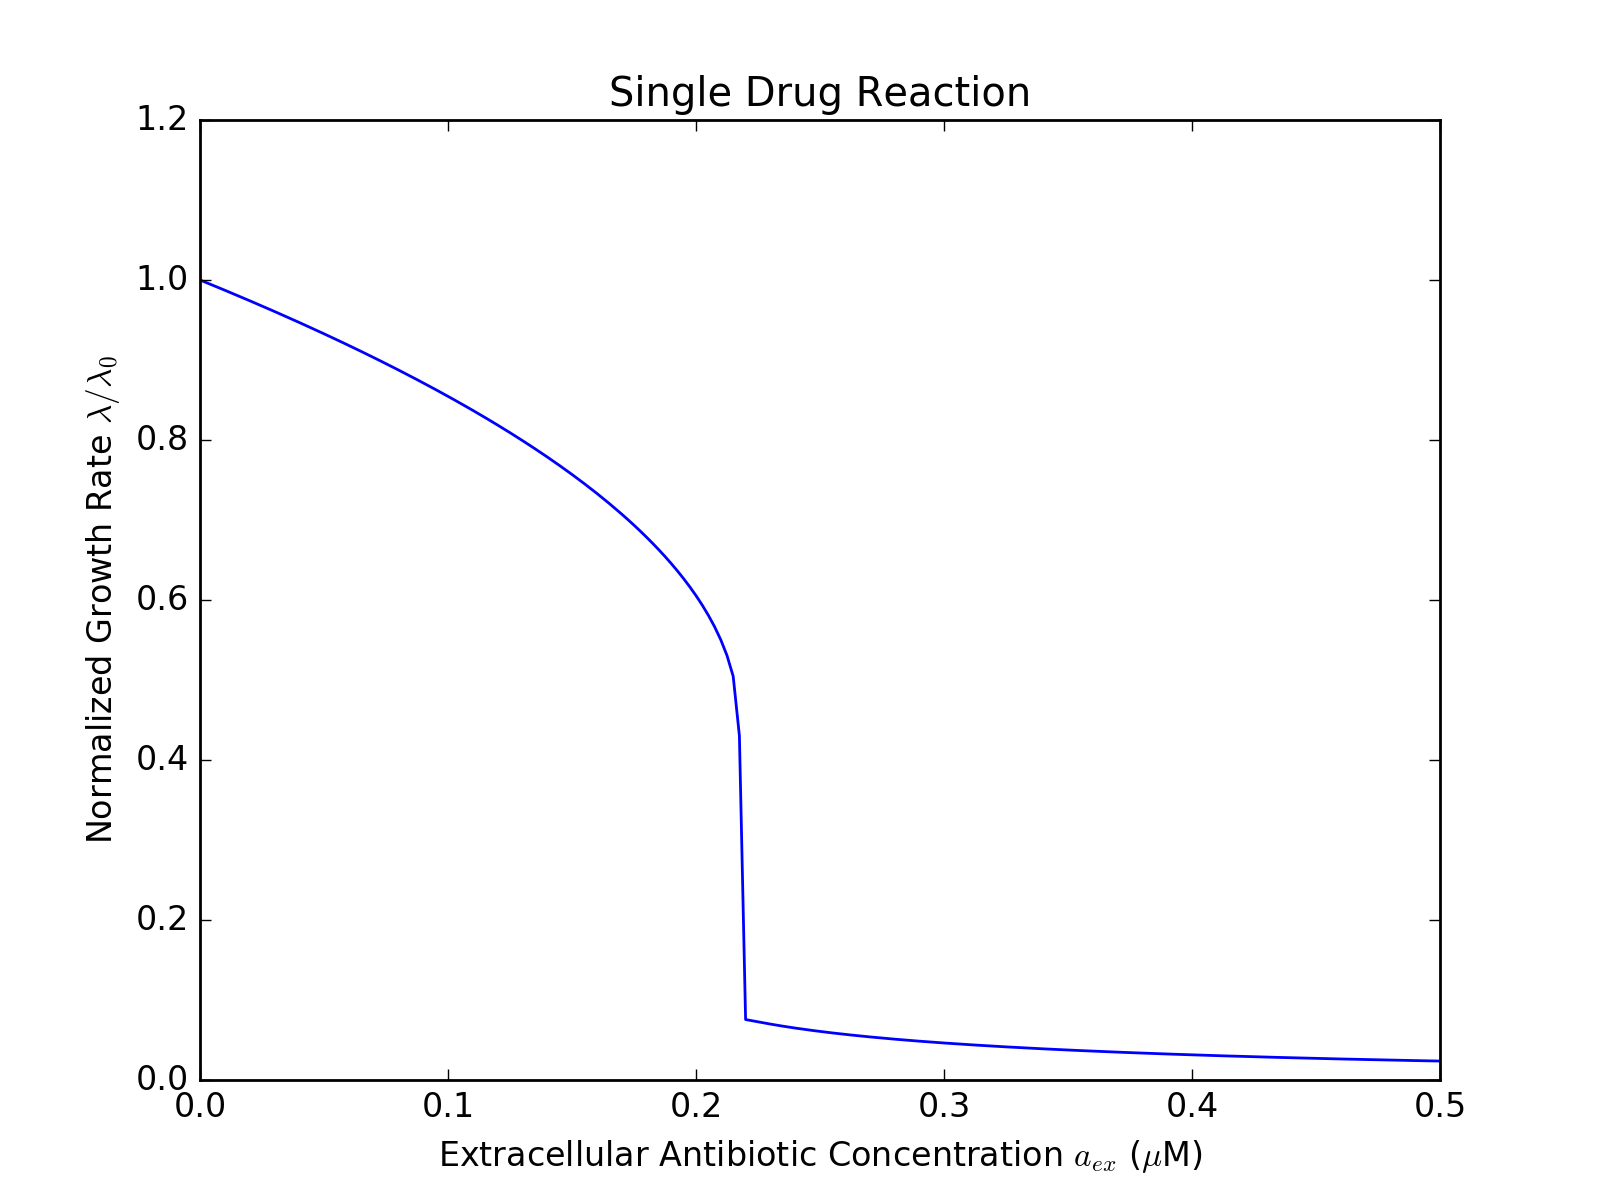 Single Drug Reaction
1.2
1.0
0.8
0.6
0.4
0.2
0.0
Normalized Growth Rate λ/λ₀
0.0 0.1 0.2 0.3 0.4 0.5
Extracellular Antibiotic Concentration aₑₓ (μM)